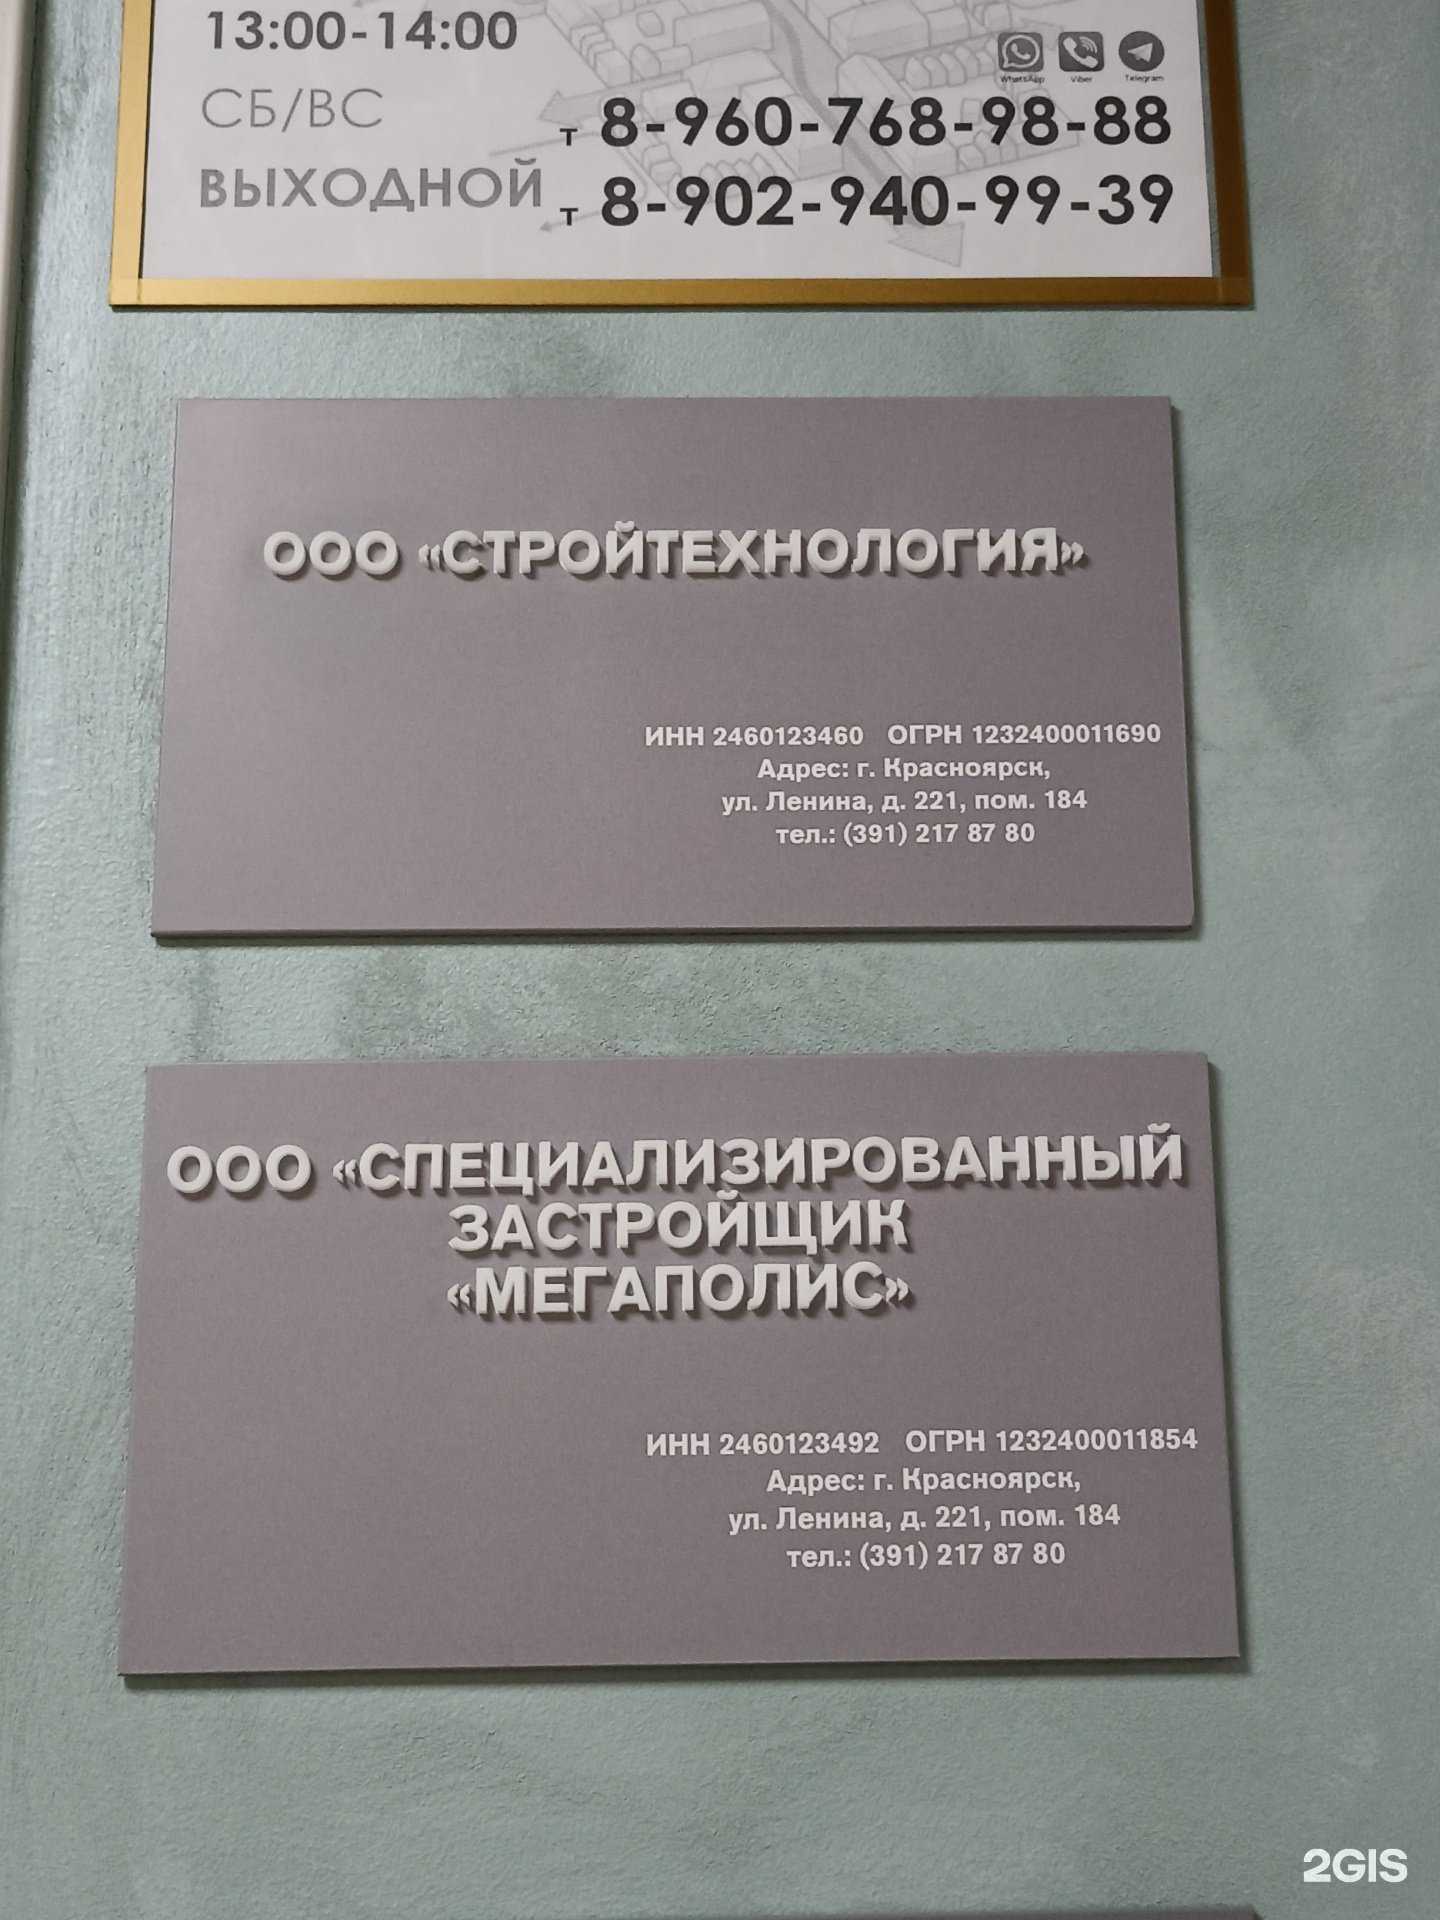 13:00-14:00
СБ/ВС
ВЫХОДНОЙ
WhatsApp Viber Telegram
т 8-960-768-98-88
т 8-902-940-99-39
ООО «СТРОЙТЕХНОЛОГИЯ»
ИНН 2460123460 ОГРН 1232400011690
Адрес: г. Красноярск,
ул. Ленина, д. 221, пом. 184
тел.: (391) 217 87 80
ООО «СПЕЦИАЛИЗИРОВАННЫЙ
ЗАСТРОЙЩИК
«МЕГАПОЛИС»
ИНН 2460123492 ОГРН 1232400011854
Адрес: г. Красноярск,
ул. Ленина, д. 221, пом. 184
тел.: (391) 217 87 80
2GIS